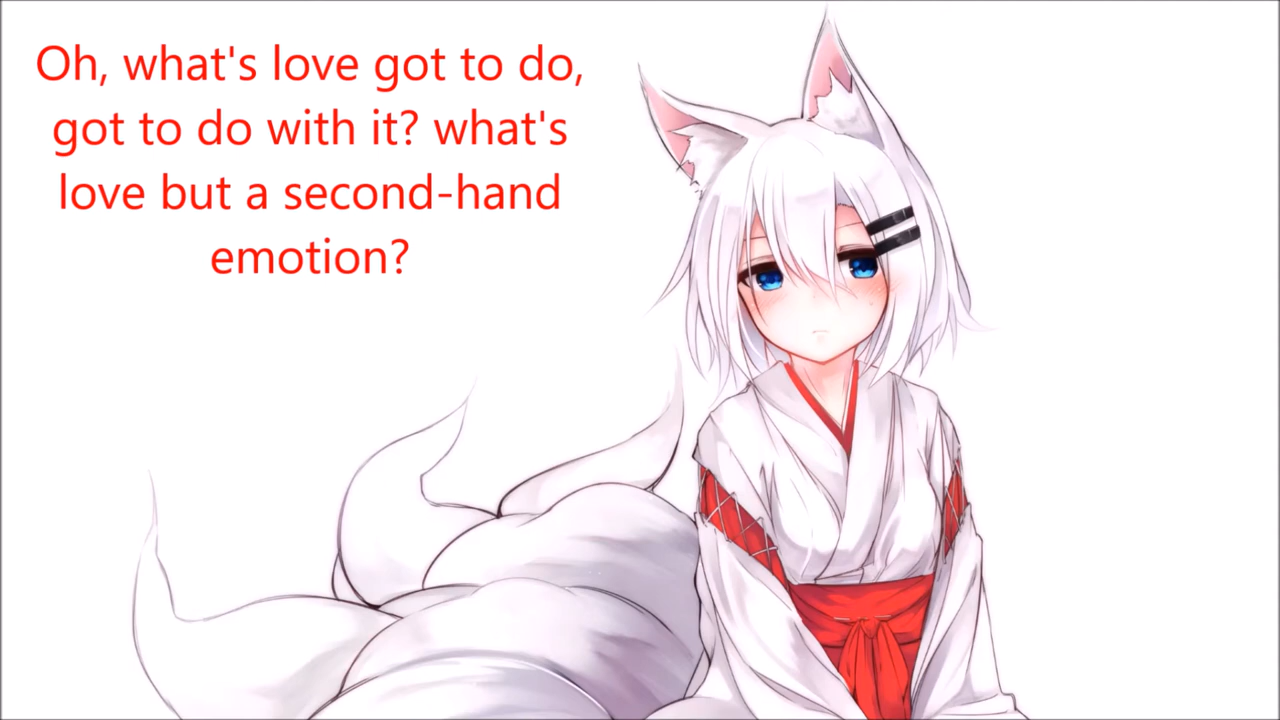 Oh, what's love got to do,
got to do with it? what's
love but a second-hand
emotion?